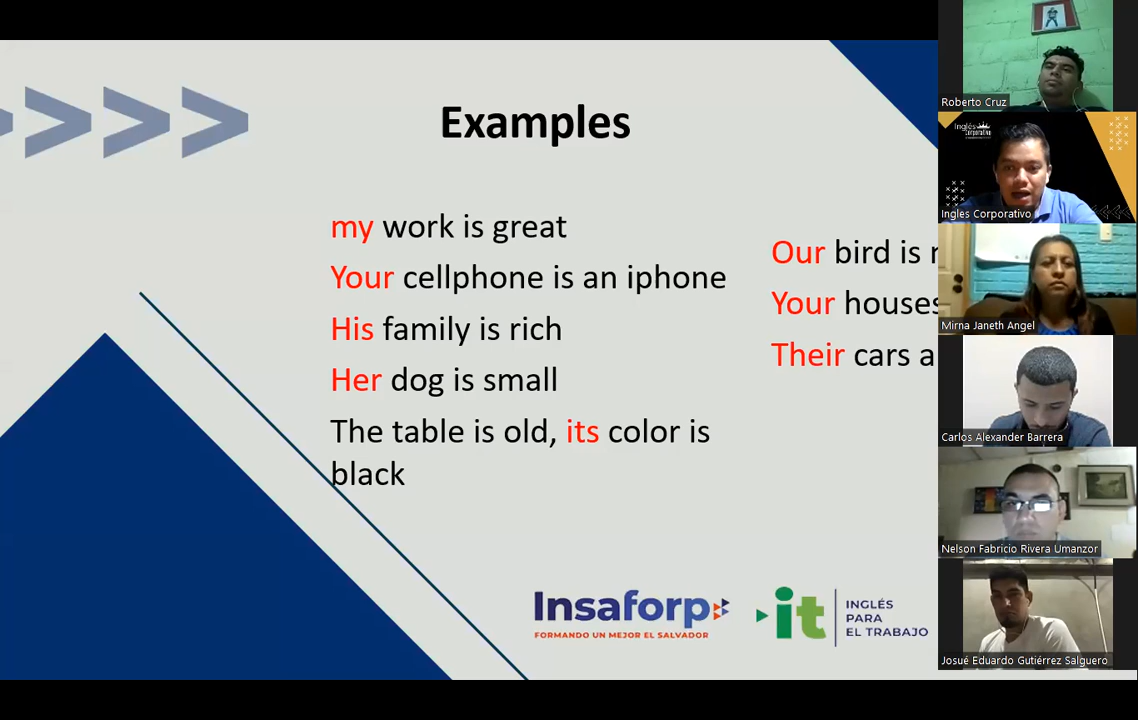 Examples
my work is great
Your cellphone is an iphone
His family is rich
Her dog is small
The table is old, its color is
black
Our bird is
Your houses
Their cars
Insaforp
FORMANDO UN MEJOR EL SALVADOR
it
INGLÉS
PARA
EL TRABAJO
Roberto Cruz
Inglés
Corporativo
Ingles Corporativo
Mirna Janeth Angel
Carlos Alexander Barrera
Nelson Fabricio Rivera Umanzor
Josué Eduardo Gutiérrez Salguero